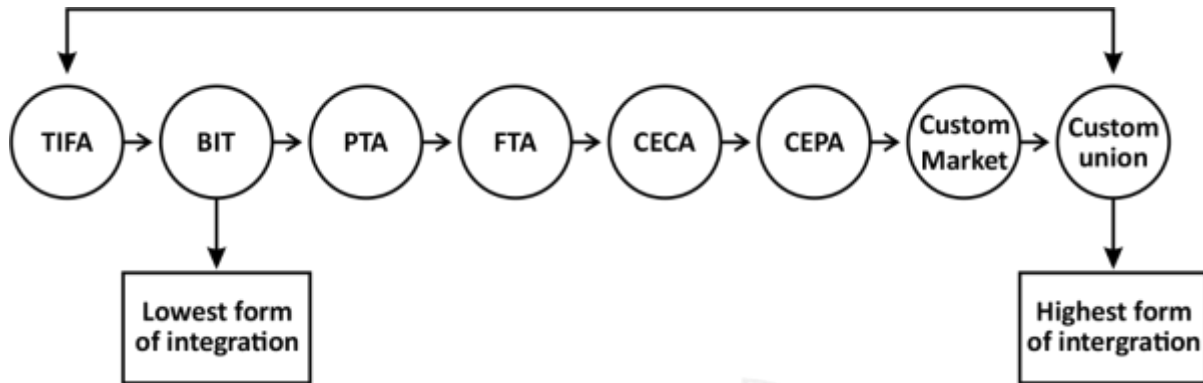 TIFA
BIT
PTA
FTA
CECA
CEPA
Custom
Market
Custom
union
Lowest form
of integration
Highest form
of intergration